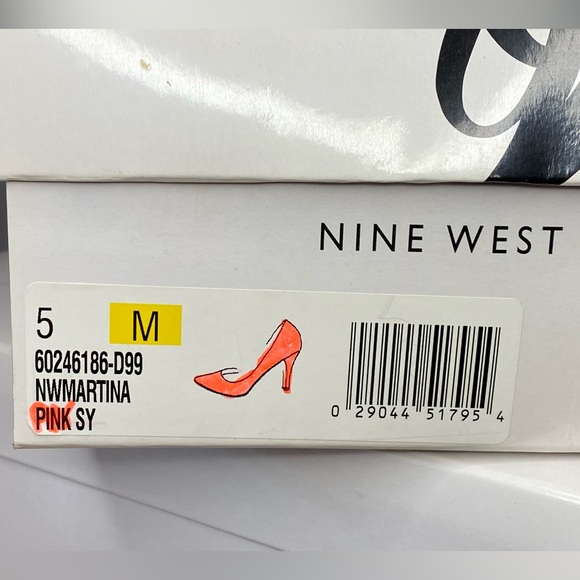 NINE WEST
5 M
60246186-D99
NWMARTINA
PINK SY
0 29044 51795 4